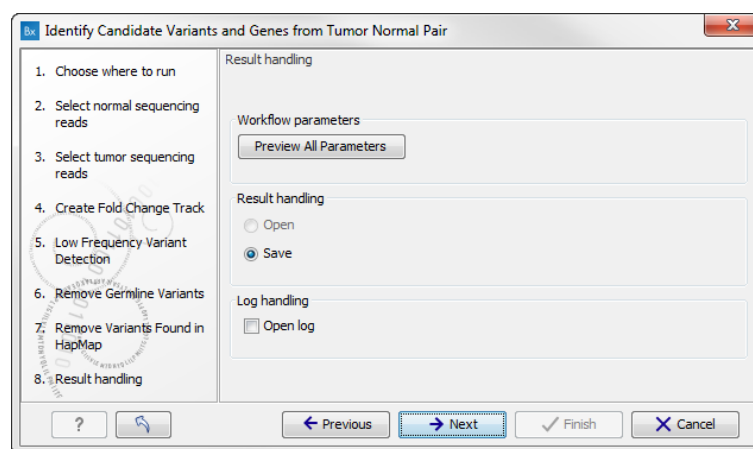 Bx Identify Candidate Variants and Genes from Tumor Normal Pair
1. Choose where to run
2. Select normal sequencing
reads
3. Select tumor sequencing
reads
4. Create Fold Change Track
5. Low Frequency Variant
Detection
6. Remove Germline Variants
7. Remove Variants Found in
HapMap
8. Result handling
Result handling
Workflow parameters
Preview All Parameters
Result handling
Open
Save
Log handling
Open log
?
Previous
Next
Finish
Cancel